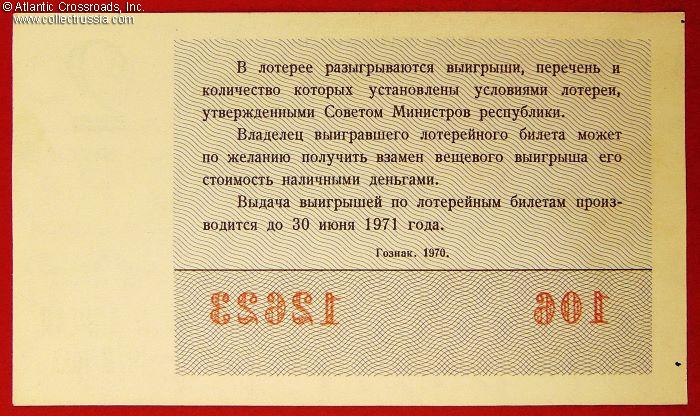 © Atlantic Crossroads, Inc.
www.collectrussia.com
В лотерее разыгрываются выигрыши, перечень и
количество которых установлены условиями лотереи,
утвержденными Советом Министров республики.
Владелец выигравшего лотерейного билета может
по желанию получить взамен вещевого выигрыша его
стоимость наличными деньгами.
Выдача выигрышей по лотерейным билетам произ-
водится до 30 июня 1971 года.
Гознак. 1970.
12623 106